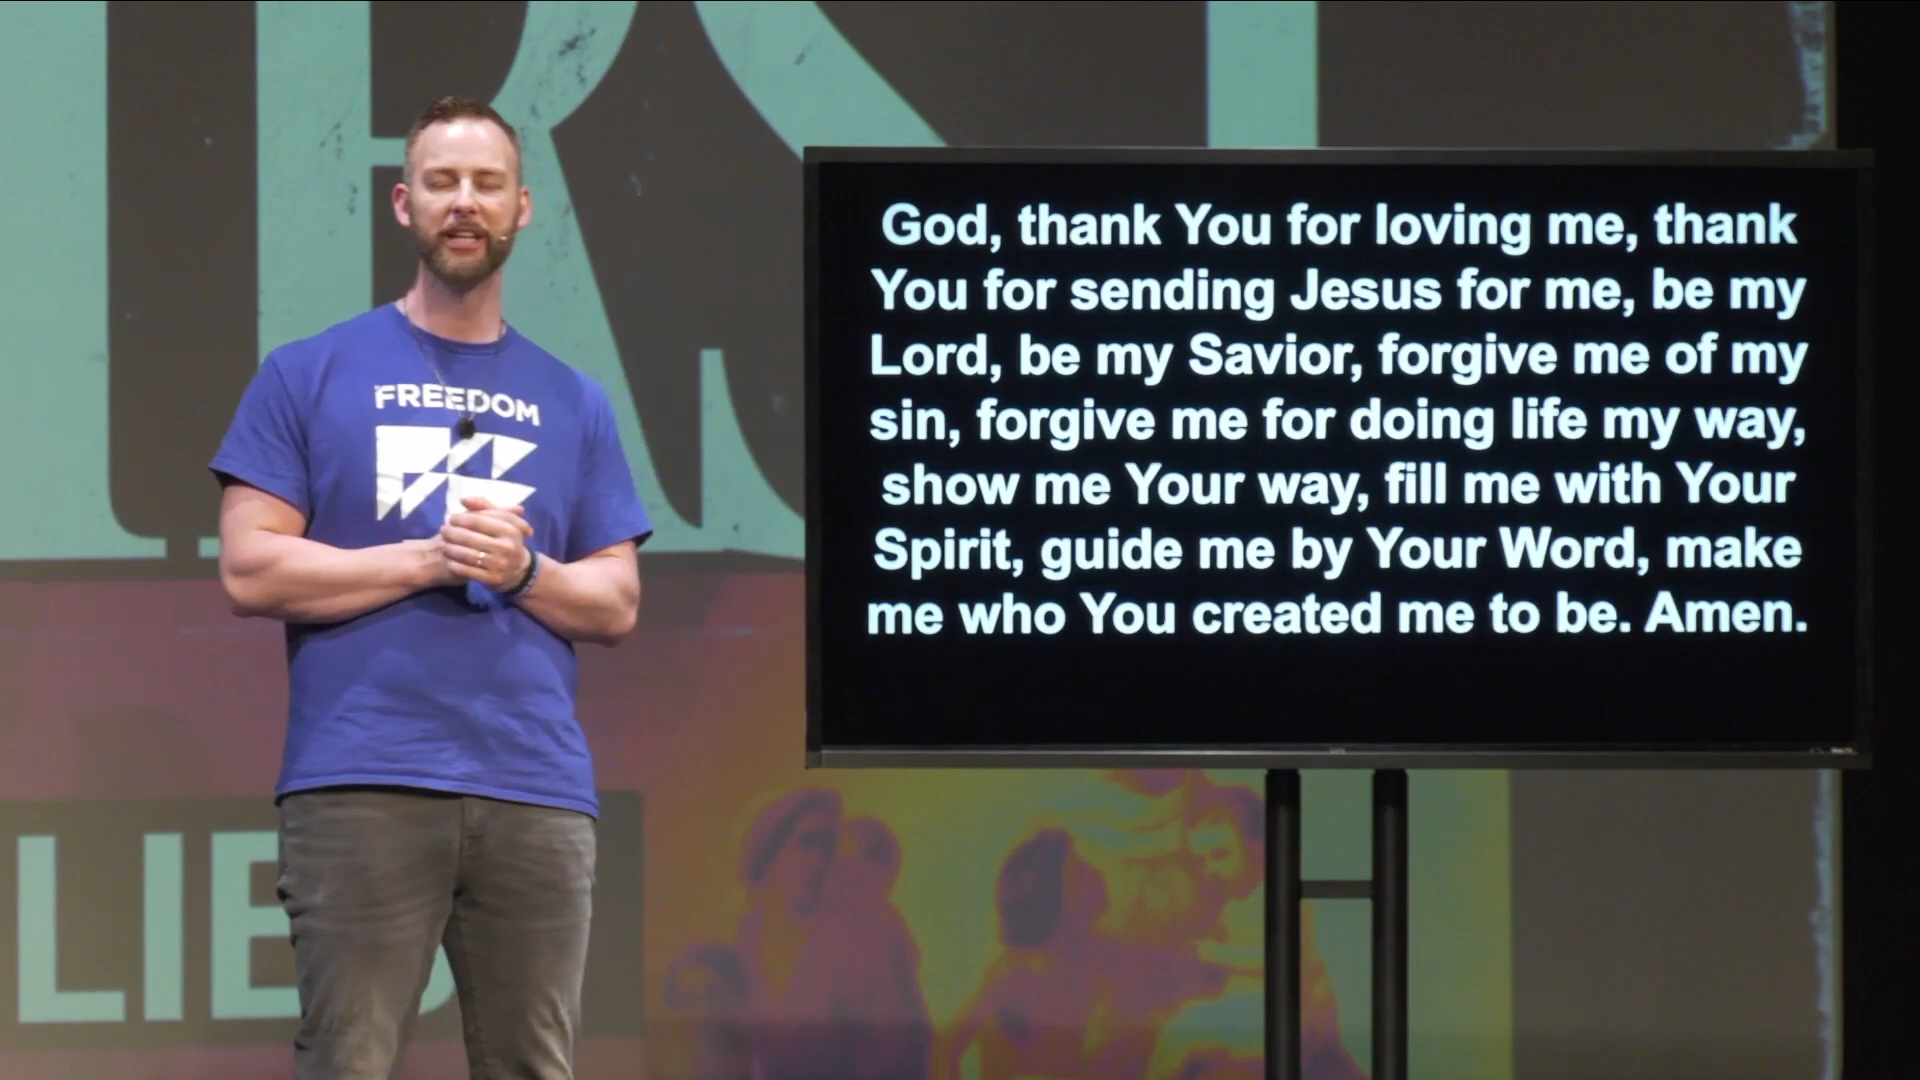 RST
FREEDOM
God, thank You for loving me, thank
You for sending Jesus for me, be my
Lord, be my Savior, forgive me of my
sin, forgive me for doing life my way,
show me Your way, fill me with Your
Spirit, guide me by Your Word, make
me who You created me to be. Amen.
LIE